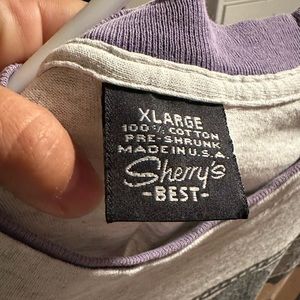 XLARGE
100% COTTON
PRE-SHRUNK
MADE IN U.S.A.
Sherry's
-BEST-